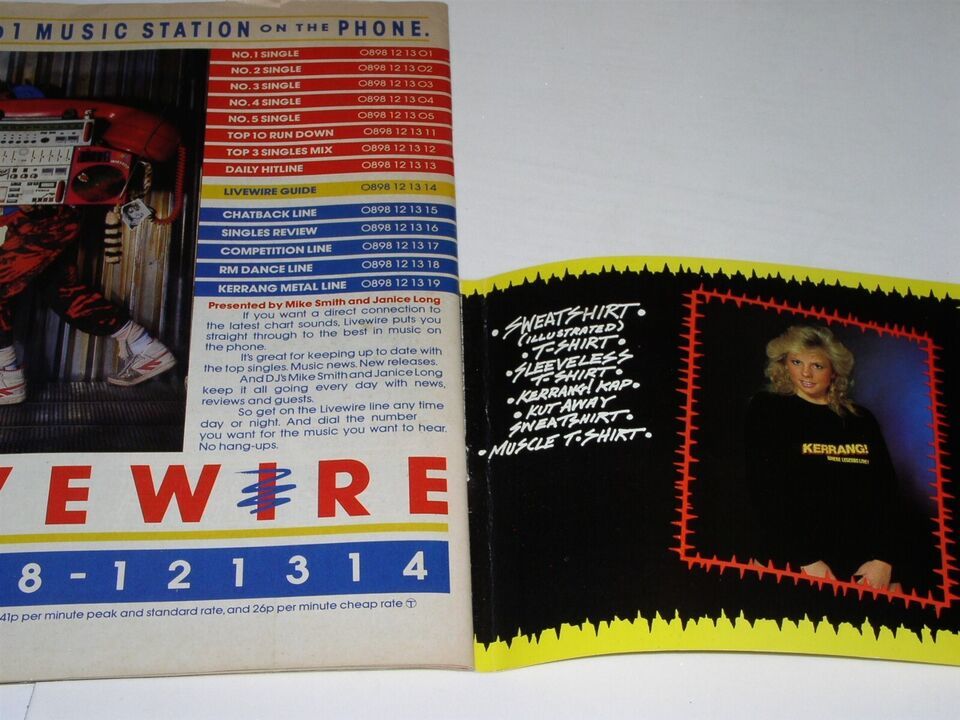 1 MUSIC STATION ON THE PHONE.
NO. 1 SINGLE 0898 12 13 01
NO. 2 SINGLE 0898 12 13 02
NO. 3 SINGLE 0898 12 13 03
NO. 4 SINGLE 0898 12 13 04
NO. 5 SINGLE 0898 12 13 05
TOP 10 RUN DOWN 0898 12 13 11
TOP 3 SINGLES MIX 0898 12 13 12
DAILY HITLINE 0898 12 13 13
LIVEWIRE GUIDE 0898 12 13 14
CHATBACK LINE 0898 12 13 15
SINGLES REVIEW 0898 12 13 16
COMPETITION LINE 0898 12 13 17
RM DANCE LINE 0898 12 13 18
KERRANG METAL LINE 0898 12 13 19
Presented by Mike Smith and Janice Long
If you want a direct connection to
the latest chart sounds, Livewire puts you
straight through to the best in music on
the phone.
It's great for keeping up to date with
the top singles. Music news. New releases.
And DJ's Mike Smith and Janice Long
keep it all going every day with news,
reviews and guests.
So get on the Livewire line any time
day or night. And dial the number
you want for the music you want to hear.
No hang-ups.
VEWIRE
8-121314
41p per minute peak and standard rate, and 26p per minute cheap rate
• SWEATSHIRT •
(ILLUSTRATED)
• T-SHIRT •
• SLEEVELESS
T-SHIRT •
• KERRANG! KAP •
• KUT AWAY
SWEATSHIRT •
• MUSCLE T-SHIRT •
KERRANG!
WHERE LEGENDS LIVE!